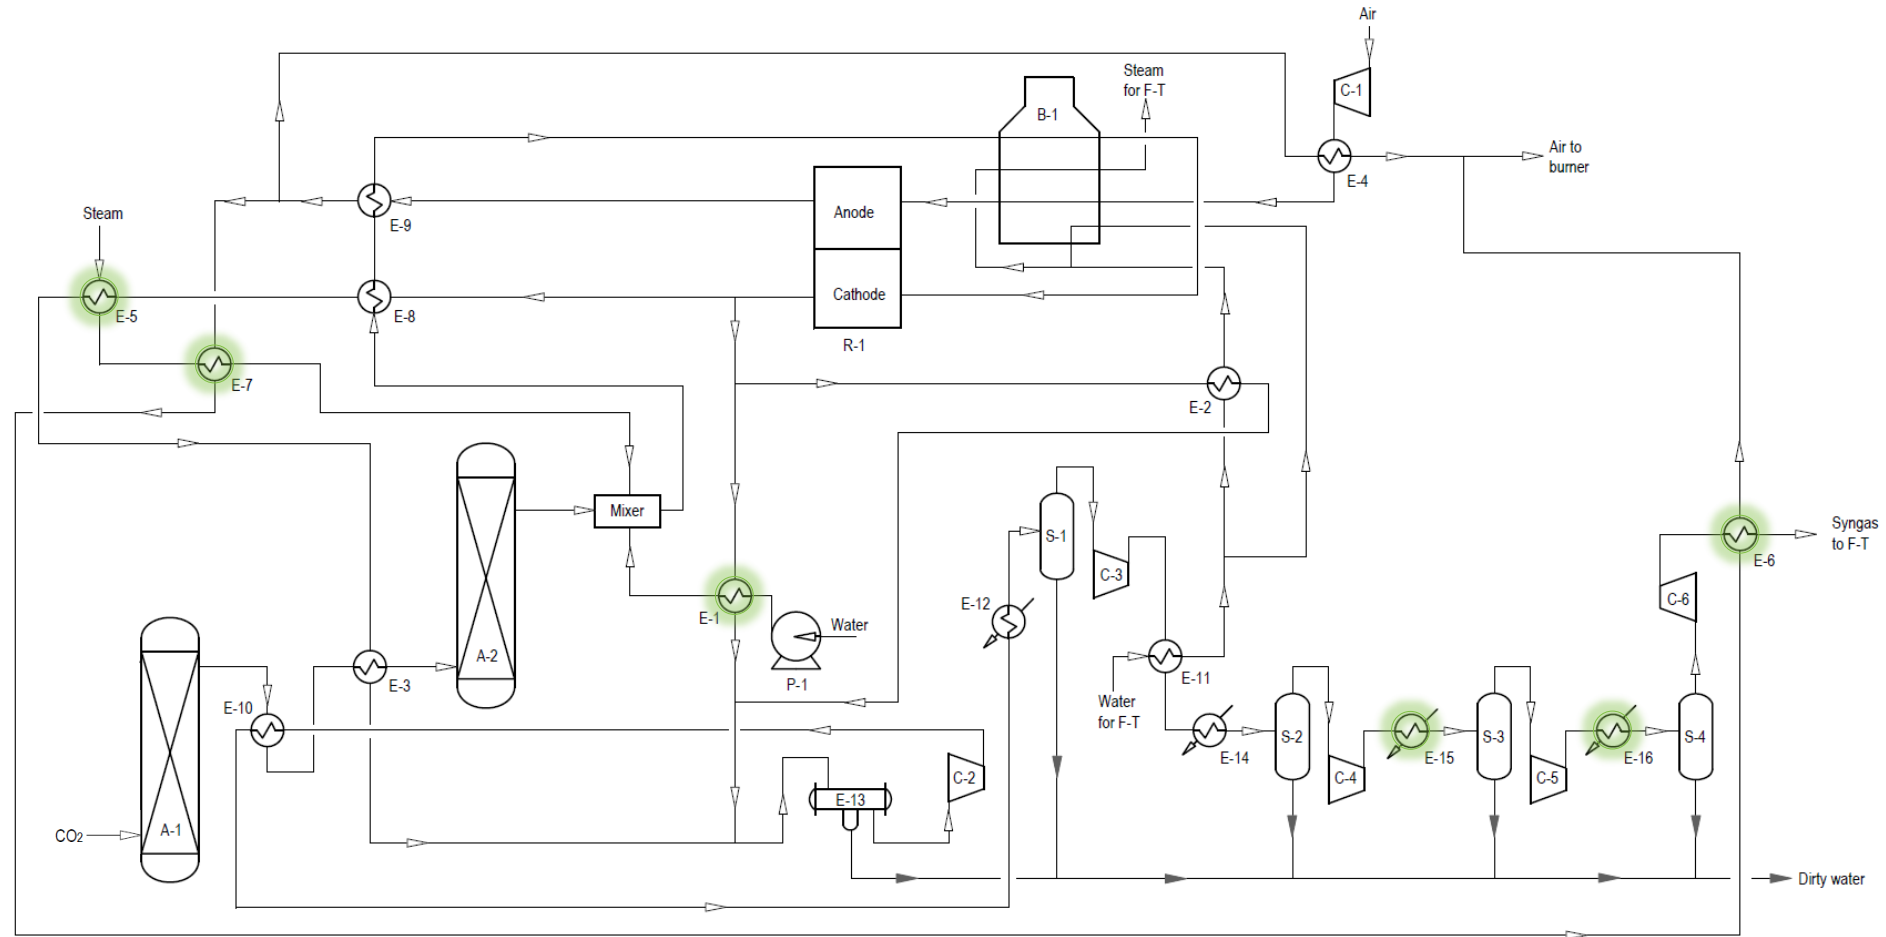 Air
C-1
Steam
for F-T
B-1
Air to
burner
E-4
Anode
E-9
Steam
Cathode
E-5
E-8
R-1
E-7
E-2
Mixer
S-1
Syngas
to F-T
E-6
C-3
E-12
C-6
E-1
Water
A-2
P-1
E-11
E-3
Water
for F-T
E-10
S-2
S-3
S-4
E-14
E-15
E-16
C-2
C-4
C-5
E-13
CO2
A-1
Dirty water